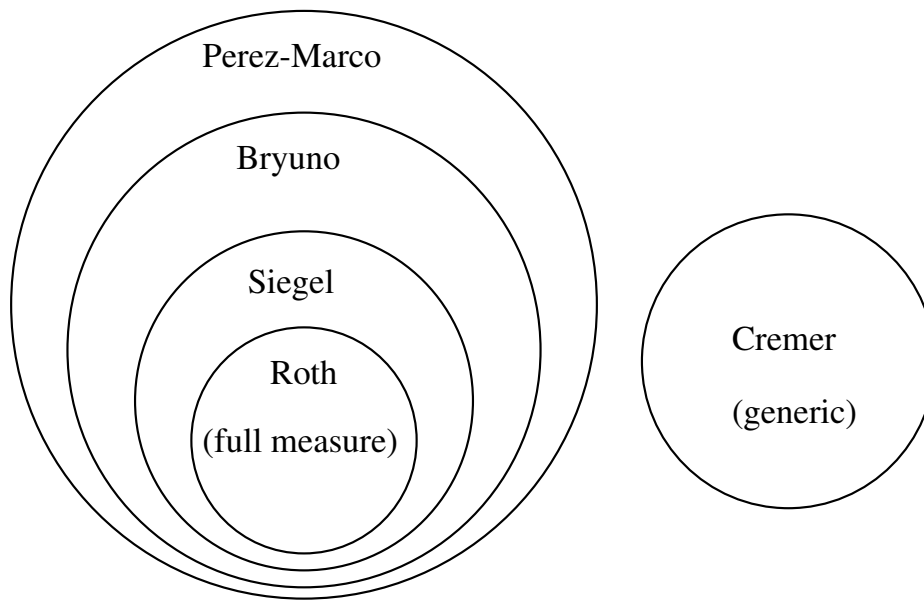 Perez-Marco
Bryuno
Siegel
Roth
(full measure)
Cremer
(generic)